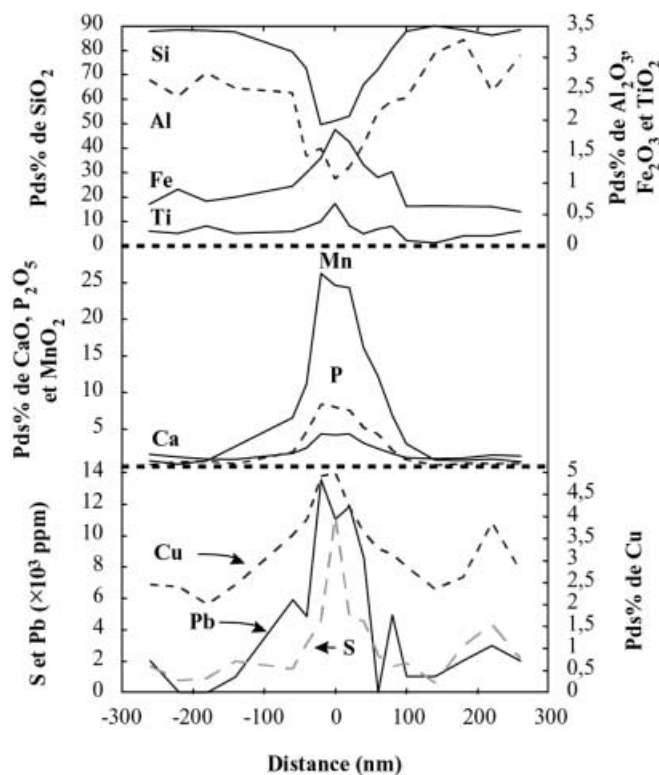 90
80
70
60
50
40
30
20
10
0
Pds% de SiO2
Si
Al
Fe
Ti
3,5
3
2,5
2
1,5
1
0,5
0
Pds% de Al2O3,
Fe2O3 et TiO2
25
20
15
10
5
Pds% de CaO, P2O5
et MnO2
Mn
P
Ca
14
12
10
8
6
4
2
0
S et Pb (×10³ ppm)
Cu
Pb
S
5
4,5
4
3,5
3
2,5
2
1,5
1
0,5
0
Pds% de Cu
-300 -200 -100 0 100 200 300
Distance (nm)